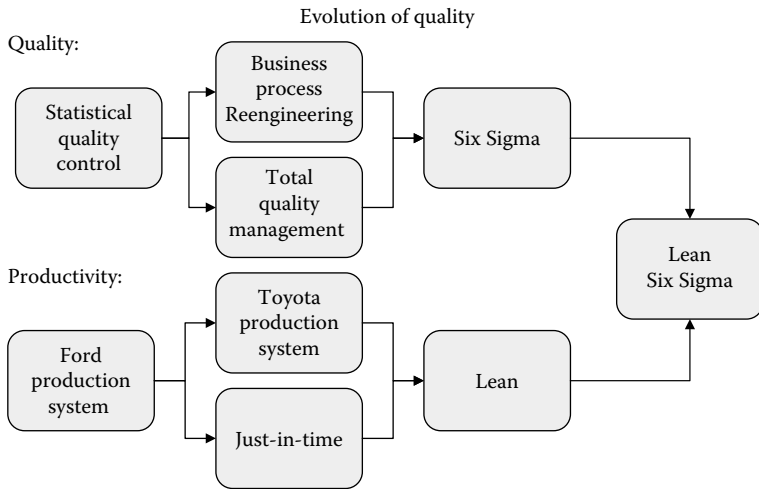 Evolution of quality
Quality:
Statistical
quality
control
Business
process
Reengineering
Total
quality
management
Six Sigma
Lean
Six Sigma
Productivity:
Ford
production
system
Toyota
production
system
Just-in-time
Lean